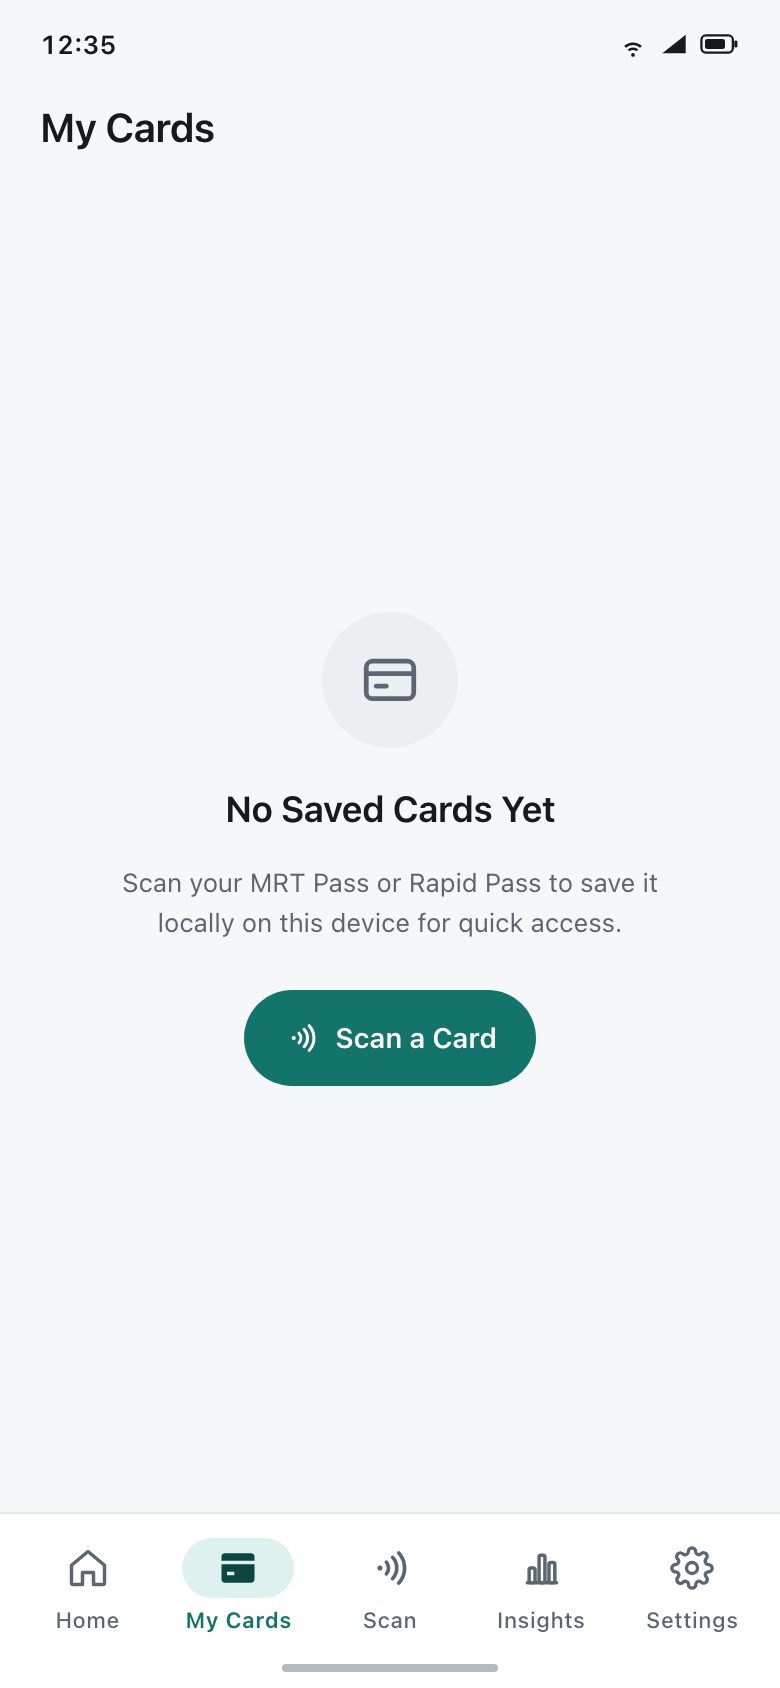 12:35
My Cards
No Saved Cards Yet
Scan your MRT Pass or Rapid Pass to save it
locally on this device for quick access.
Scan a Card
Home
My Cards
Scan
Insights
Settings